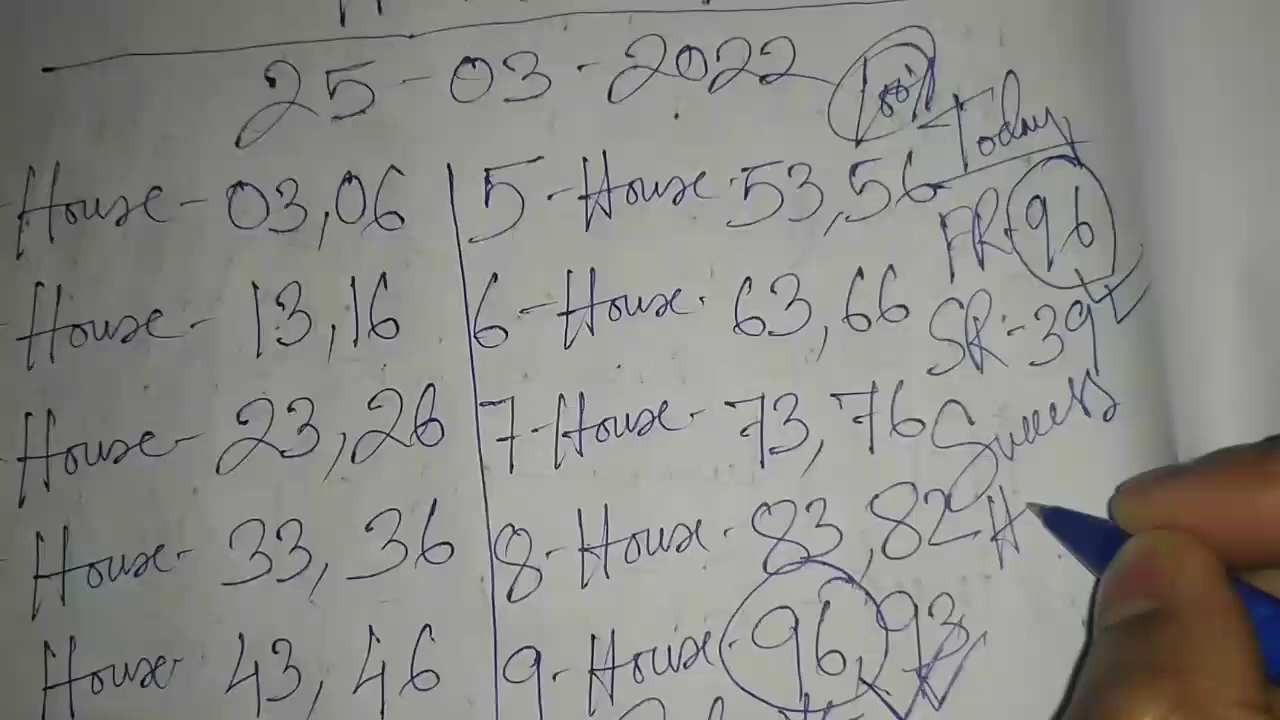 25-03-2022 100%
Today
House - 03,06
House - 13,16
House - 23,26
House - 33,36
House - 43,46
5-House. 53,56
6-House. 63,66
7-House- 73,76
8-House. 83,82
9-House. 96,93
FR-96
SR-39
Success
H